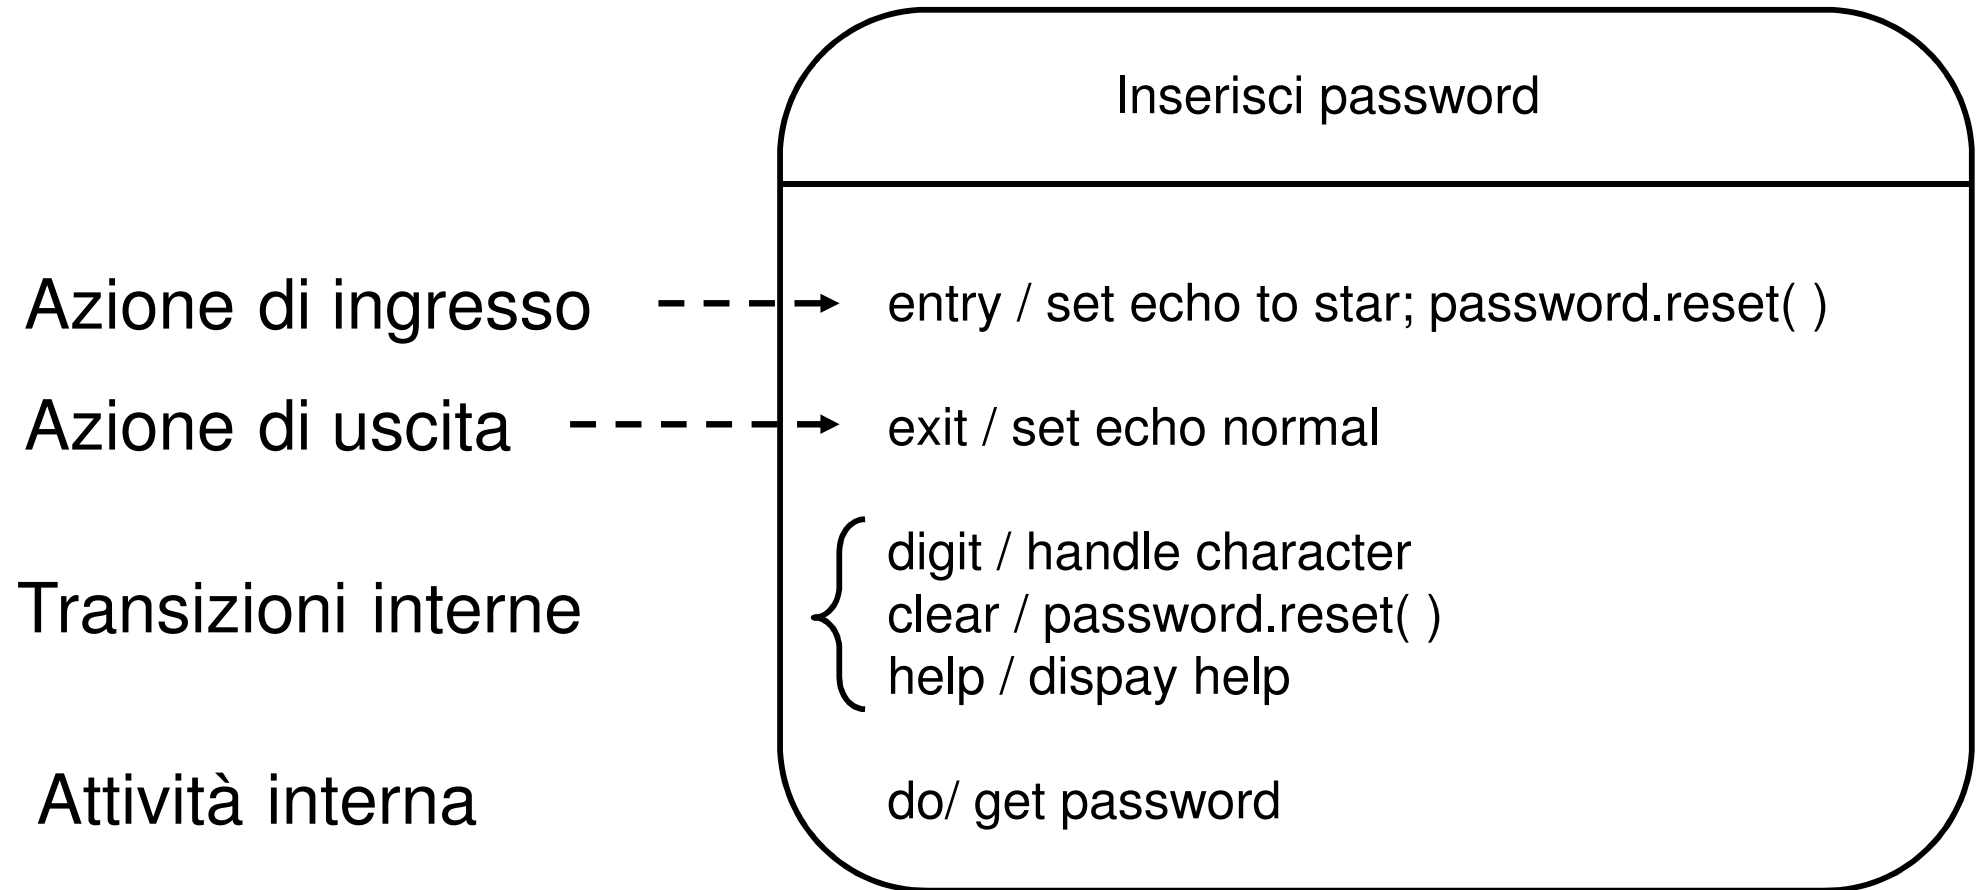 Inserisci password
Azione di ingresso entry / set echo to star; password.reset( )
Azione di uscita exit / set echo normal
digit / handle character
Transizioni interne clear / password.reset( )
help / dispay help
Attività interna do/ get password